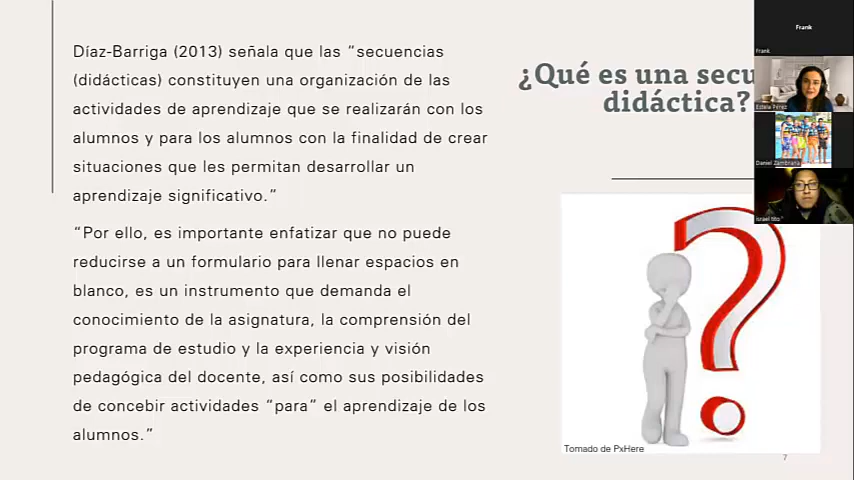 Díaz-Barriga (2013) señala que las “secuencias
(didácticas) constituyen una organización de las
actividades de aprendizaje que se realizarán con los
alumnos y para los alumnos con la finalidad de crear
situaciones que les permitan desarrollar un
aprendizaje significativo.”
“Por ello, es importante enfatizar que no puede
reducirse a un formulario para llenar espacios en
blanco, es un instrumento que demanda el
conocimiento de la asignatura, la comprensión del
programa de estudio y la experiencia y visión
pedagógica del docente, así como sus posibilidades
de concebir actividades “para” el aprendizaje de los
alumnos.”
¿Qué es una secu
didáctica?
Tomado de PxHere
7
Frank
Frank
Estela Pérez
Daniel Zambrana
israel tito